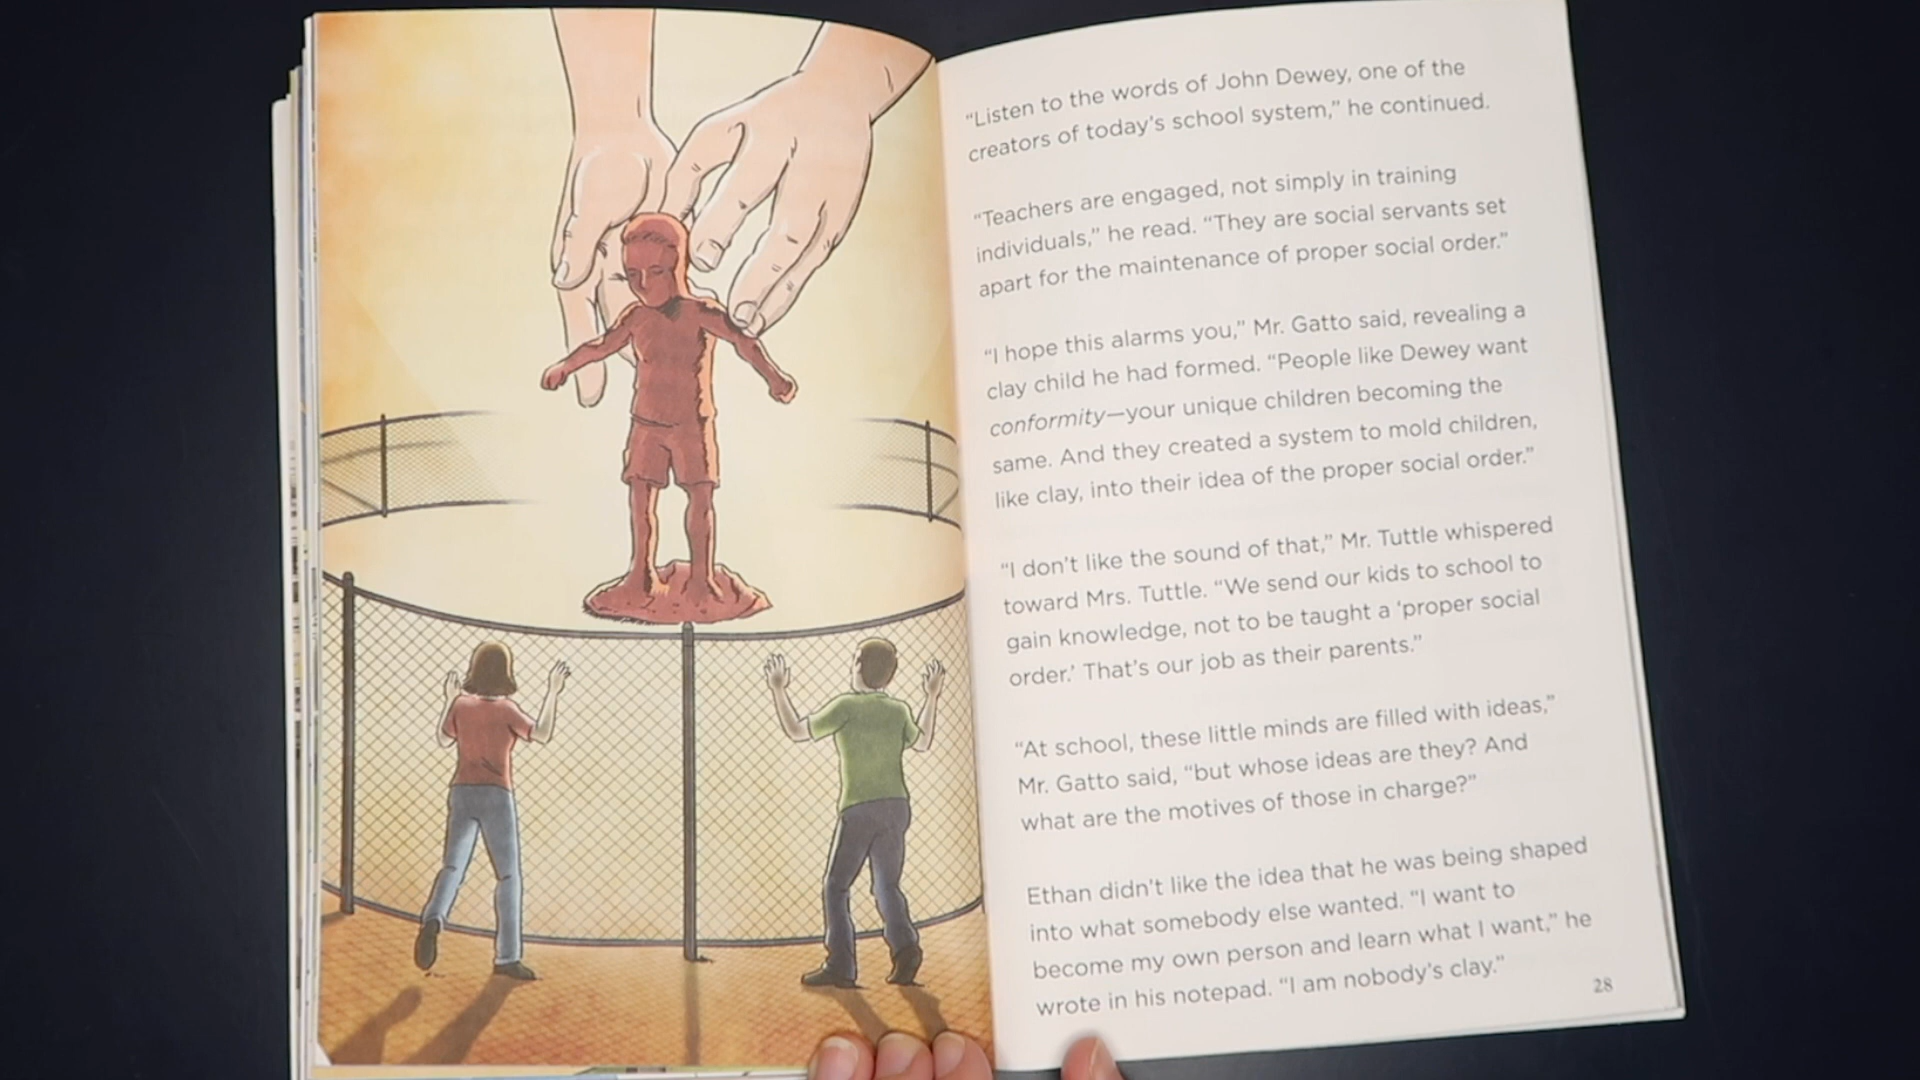 “Listen to the words of John Dewey, one of the
creators of today’s school system,” he continued.
“Teachers are engaged, not simply in training
individuals,” he read. “They are social servants set
apart for the maintenance of proper social order.”
“I hope this alarms you,” Mr. Gatto said, revealing a
clay child he had formed. “People like Dewey want
conformity—your unique children becoming the
same. And they created a system to mold children,
like clay, into their idea of the proper social order.”
“I don’t like the sound of that,” Mr. Tuttle whispered
toward Mrs. Tuttle. “We send our kids to school to
gain knowledge, not to be taught a ‘proper social
order.’ That’s our job as their parents.”
“At school, these little minds are filled with ideas,”
Mr. Gatto said, “but whose ideas are they? And
what are the motives of those in charge?”
Ethan didn’t like the idea that he was being shaped
into what somebody else wanted. “I want to
become my own person and learn what I want,” he
wrote in his notepad. “I am nobody’s clay.”
28